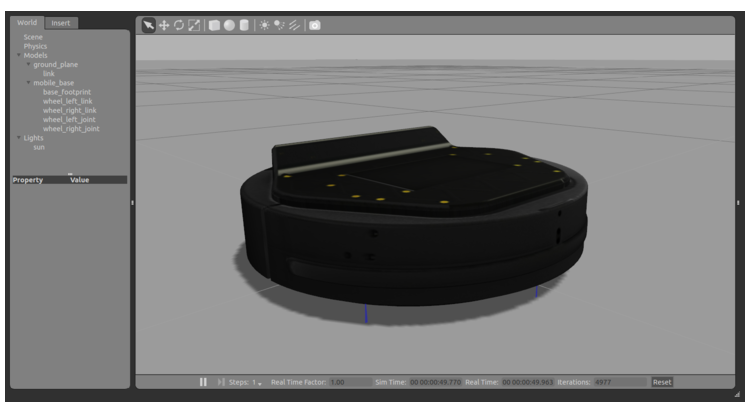 World Insert
Scene
Physics
Models
ground_plane
link
mobile_base
base_footprint
wheel_left_link
wheel_right_link
wheel_left_joint
wheel_right_joint
Lights
sun
Property Value
Steps: 1 Real Time Factor: 1.00 Sim Time: 00 00:00:49.770 Real Time: 00 00:00:49.963 Iterations: 4977 Reset